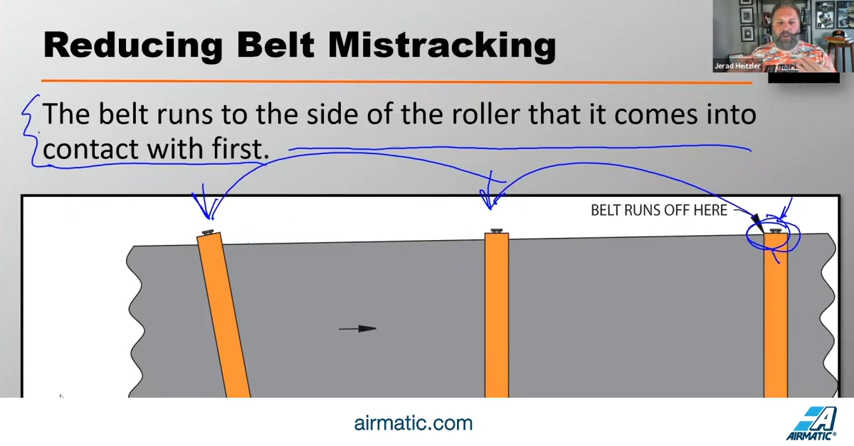 Reducing Belt Mistracking
Jerad Heitzler
The belt runs to the side of the roller that it comes into
contact with first.
BELT RUNS OFF HERE
airmatic.com
AIRMATIC®